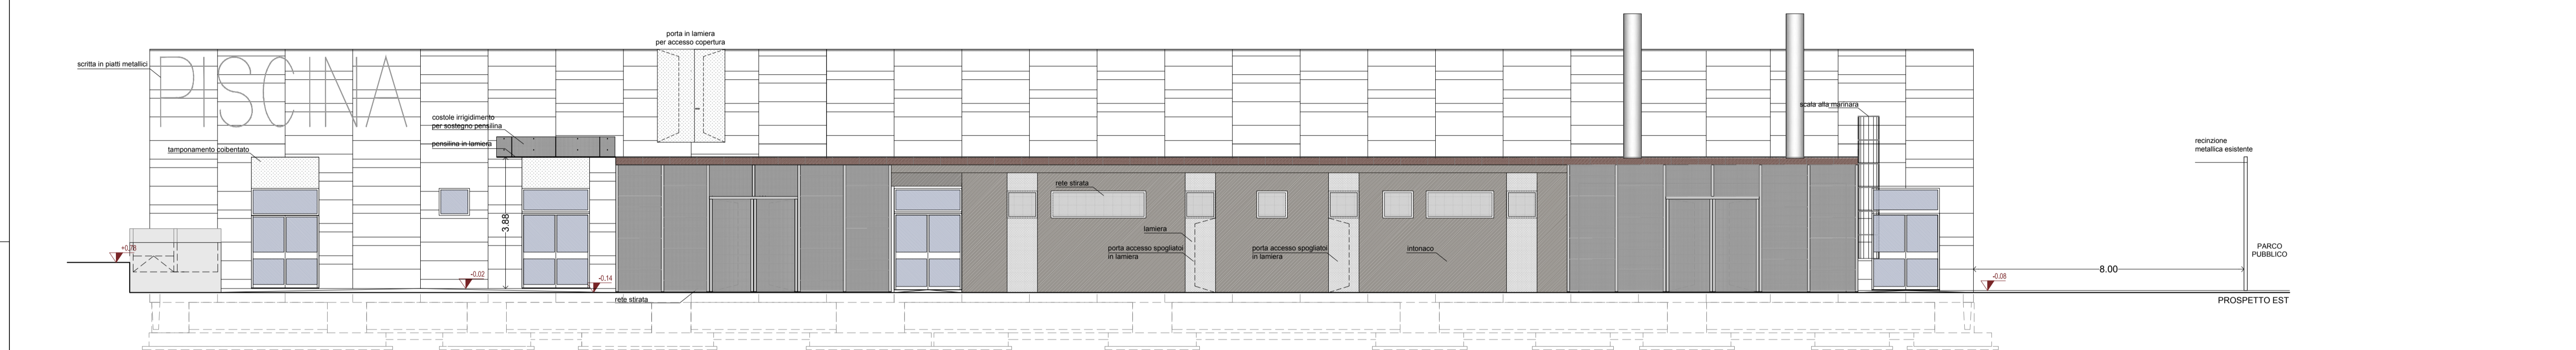 porta in lamiera
per accesso copertura
scritta in piatti metallici
PISCINA
scala alla marinara
costole irrigidimento
per sostegno pensilina
pensilina in lamiera
tamponamento coibentato
recinzione
metallica esistente
rete stirata
3.88
lamiera
porta accesso spogliatoi
in lamiera
porta accesso spogliatoi
in lamiera
intonaco
+0,76
-0,02
-0,14
PARCO
PUBBLICO
8.00
-0,08
rete stirata
PROSPETTO EST